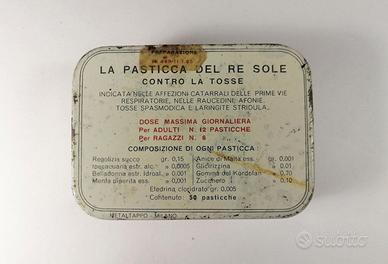 PREPARAZIONE
LA PASTICCA DEL RE SOLE
CONTRO LA TOSSE
INDICATA NELLE AFFEZIONI CATARRALI DELLE PRIME VIE
RESPIRATORIE, NELLE RAUCEDINI, AFONIE,
TOSSE SPASMODICA E LARINGITE STRIDULA.
DOSE MASSIMA GIORNALIERA
Per ADULTI N. 12 PASTICCHE
Per RAGAZZI N. 6
COMPOSIZIONE DI OGNI PASTICCA
Regolizia succo gr. 0,15
Ipequacuana estr. alc. = 0,0005
Belladonna estr. Idroal. = 0,001
Menta piperita ess. = 0,001
Anice di Malta ess. Gr. 0,001
Glicirrizina = 0,01
Gomma del Kordofan = 0,70
Zucchero = 0,10
Efedrina cloridrato gr. 0,005
Contenuto: 50 pasticche
METALTAPPO - MILANO
subito.it